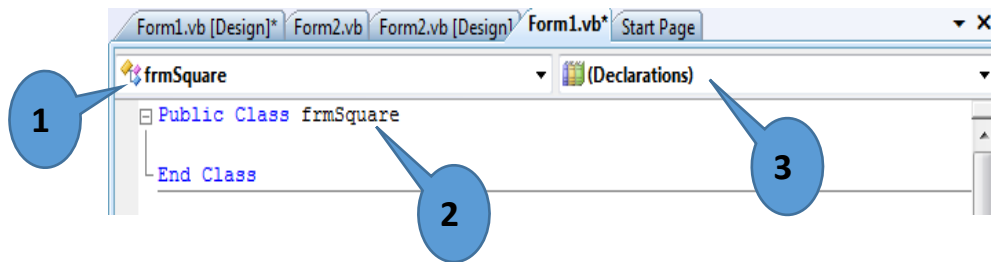 Form1.vb [Design]* Form2.vb Form2.vb [Design] Form1.vb* Start Page
frmSquare (Declarations)
1
Public Class frmSquare
End Class
3
2